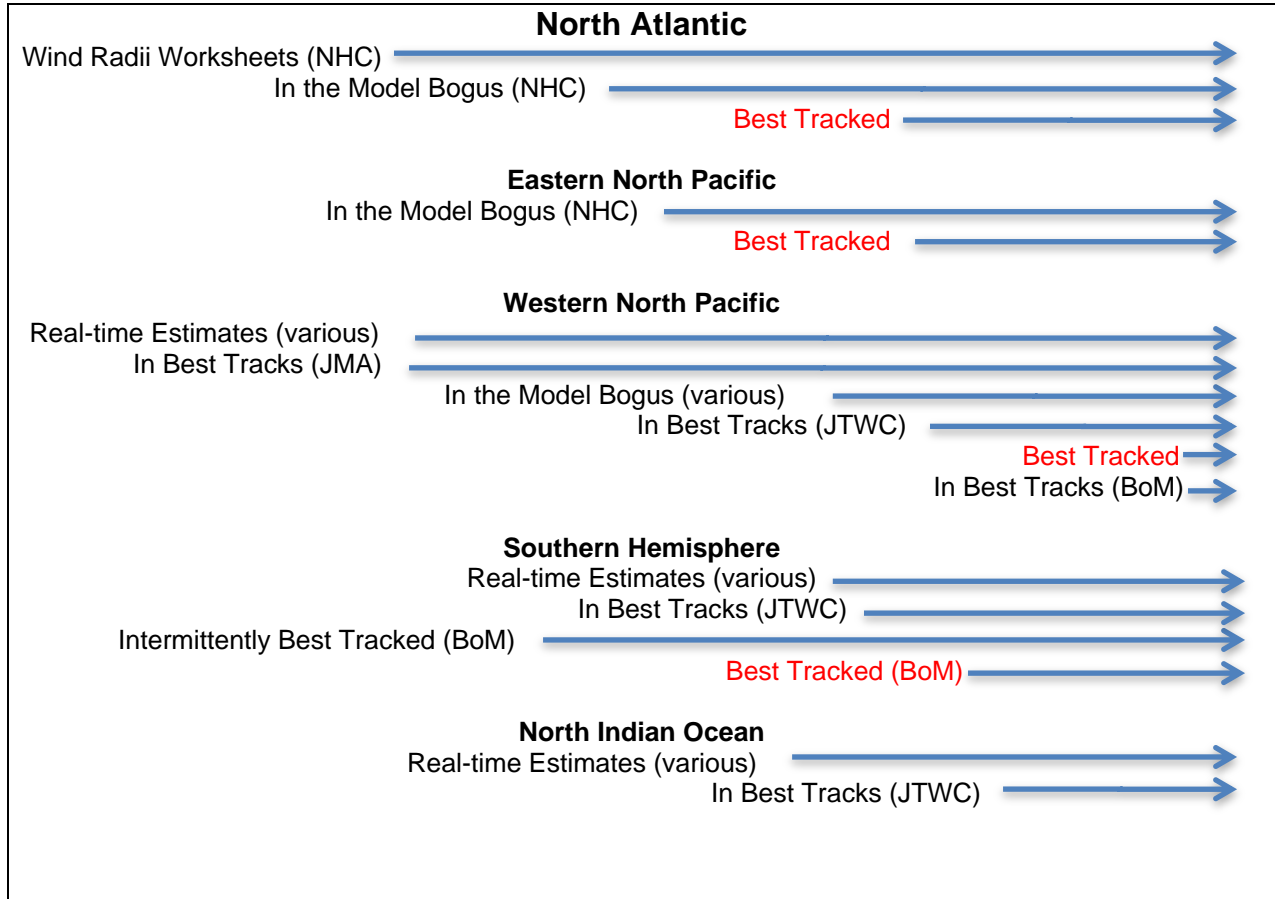 North Atlantic
Wind Radii Worksheets (NHC)
In the Model Bogus (NHC)
Best Tracked
Eastern North Pacific
In the Model Bogus (NHC)
Best Tracked
Western North Pacific
Real-time Estimates (various)
In Best Tracks (JMA)
In the Model Bogus (various)
In Best Tracks (JTWC)
Best Tracked
In Best Tracks (BoM)
Southern Hemisphere
Real-time Estimates (various)
In Best Tracks (JTWC)
Intermittently Best Tracked (BoM)
Best Tracked (BoM)
North Indian Ocean
Real-time Estimates (various)
In Best Tracks (JTWC)